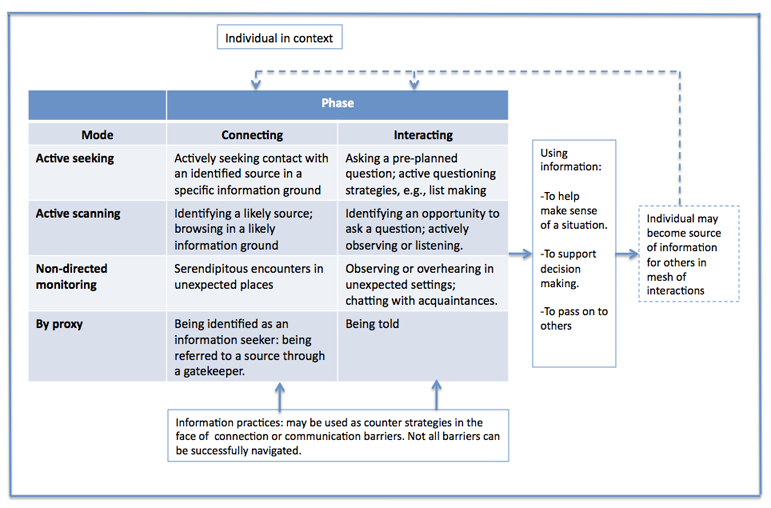 Individual in context
Phase
Mode
Connecting
Interacting
Active seeking
Actively seeking contact with
an identified source in a
specific information ground
Asking a pre-planned
question; active questioning
strategies, e.g., list making
Active scanning
Identifying a likely source;
browsing in a likely
information ground
Identifying an opportunity to
ask a question; actively
observing or listening.
Non-directed
monitoring
Serendipitous encounters in
unexpected places
Observing or overhearing in
unexpected settings;
chatting with acquaintances.
By proxy
Being identified as an
information seeker: being
referred to a source through
a gatekeeper.
Being told
Using
information:
-To help
make sense
of a situation.
-To support
decision
making.
-To pass on to
others
Individual may
become source
of information
for others in
mesh of
interactions
Information practices: may be used as counter strategies in the
face of connection or communication barriers. Not all barriers can
be successfully navigated.